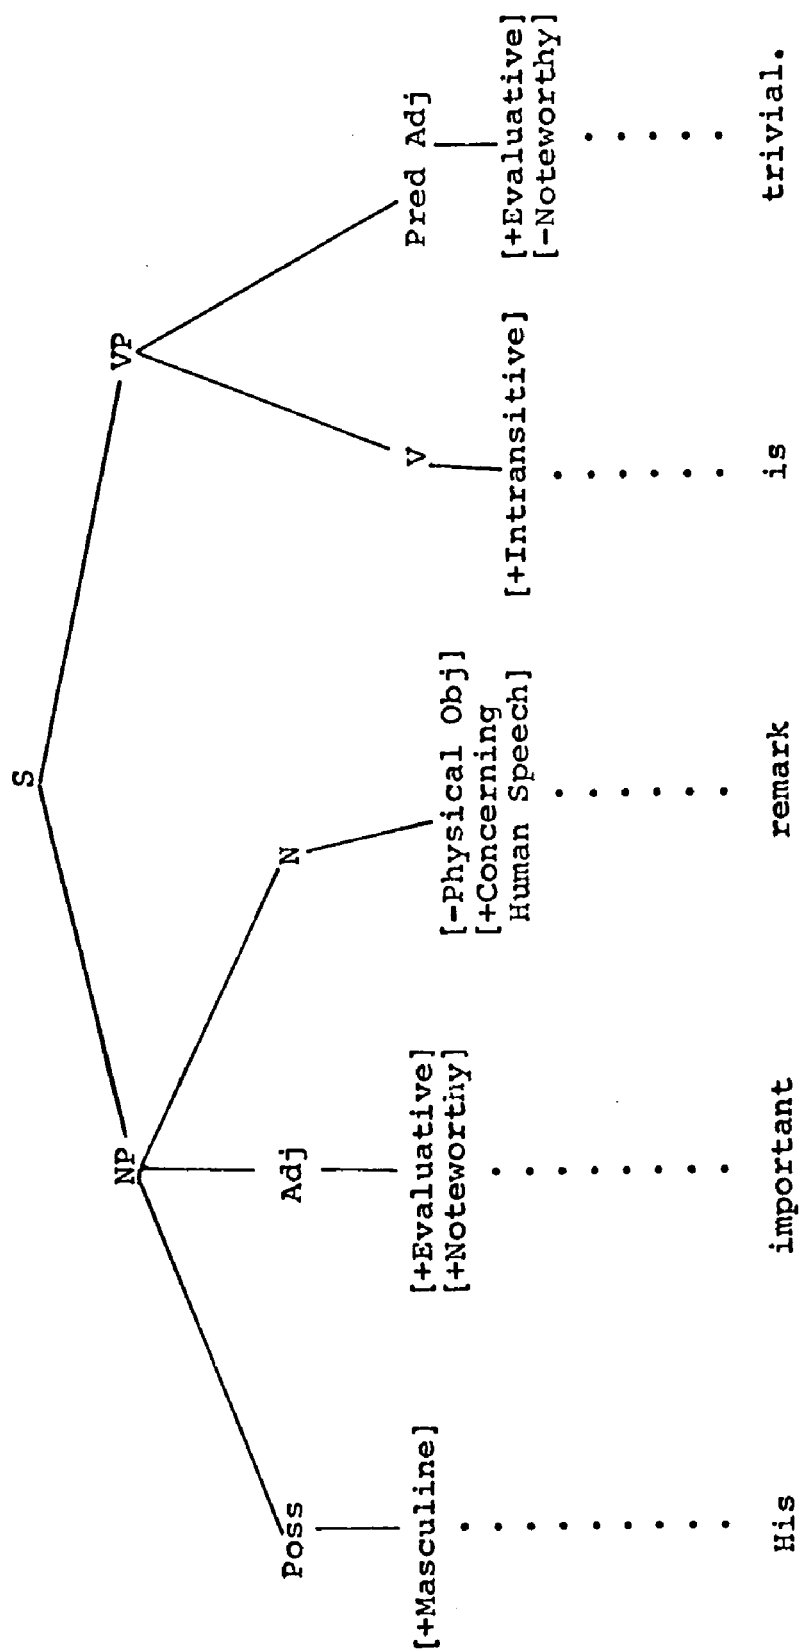 S
NP VP
Poss Adj N V Pred Adj
[+Masculine]
[+Evaluative]
[+Noteworthy]
[-Physical Obj]
[+Concerning
Human Speech]
[+Intransitive]
[+Evaluative]
[-Noteworthy]
His important remark is trivial.